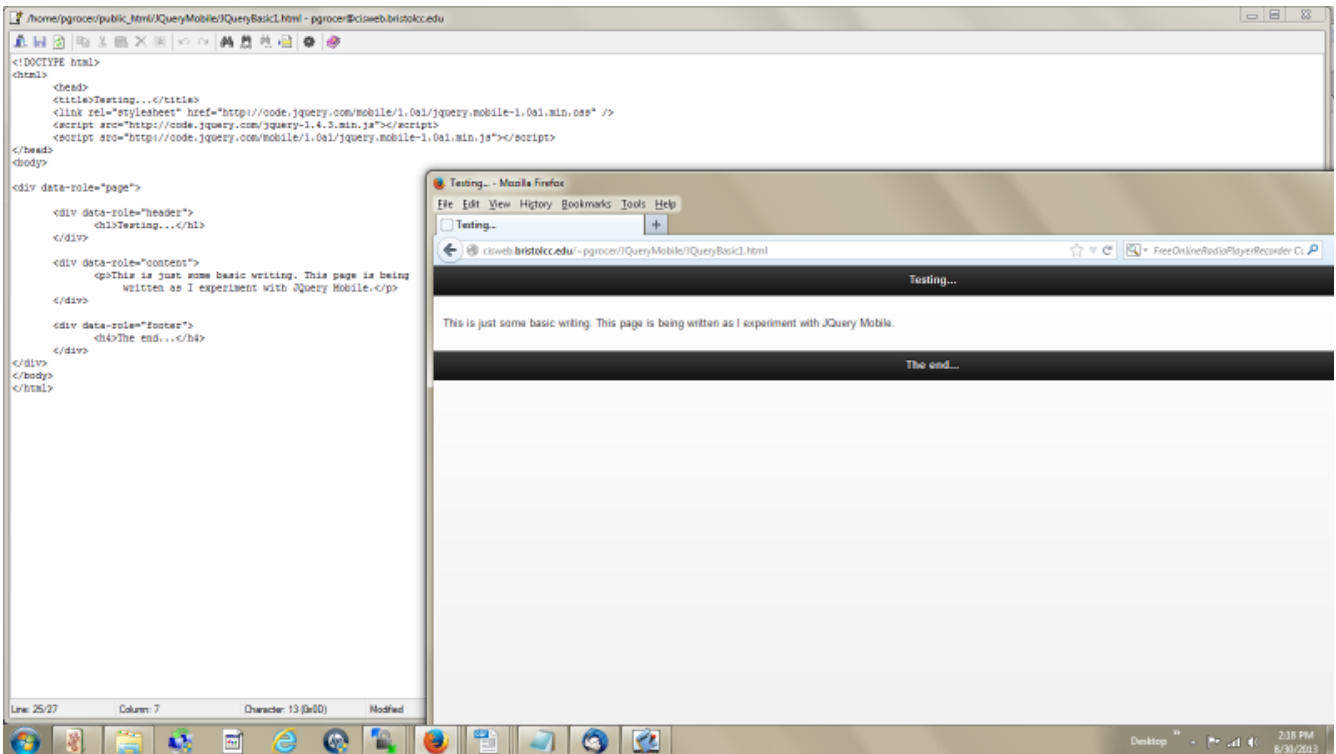 /home/pgrocer/public_html/JQueryMobile/JQueryBasic1.html - pgrocer@cisweb.bristolcc.edu
<!DOCTYPE html>
<html>
<head>
<title>Testing...</title>
<link rel="stylesheet" href="http://code.jquery.com/mobile/1.0a1/jquery.mobile-1.0a1.min.css" />
<script src="http://code.jquery.com/jquery-1.4.3.min.js"></script>
<script src="http://code.jquery.com/mobile/1.0a1/jquery.mobile-1.0a1.min.js"></script>
</head>
<body>
<div data-role="page">
<div data-role="header">
<h1>Testing...</h1>
</div>
<div data-role="content">
<p>This is just some basic writing. This page is being
written as I experiment with JQuery Mobile.</p>
</div>
<div data-role="footer">
<h4>The end...</h4>
</div>
</div>
</body>
</html>
Line: 25/27 Column: 7 Character: 13 (0x0D) Modified
Testing... - Mozilla Firefox
File Edit View History Bookmarks Tools Help
Testing...
cisweb.bristolcc.edu/~pgrocer/JQueryMobile/JQueryBasic1.html FreeOnlineRadioPlayerRecorder
Testing...
This is just some basic writing. This page is being written as I experiment with JQuery Mobile.
The end...
Desktop
2:18 PM
8/30/2013